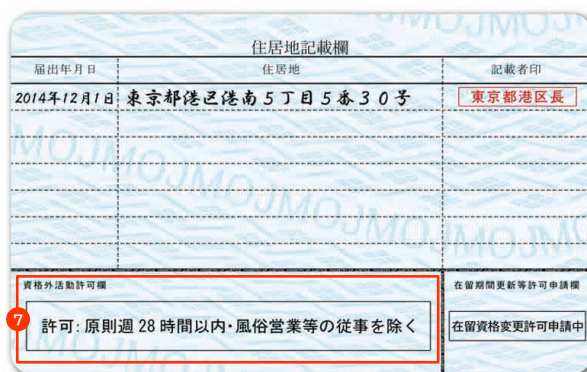 住居地記載欄
届出年月日 住居地 記載者印
2014年12月1日 東京都港区港南5丁目5番30号 東京都港区長
MOJMOJMOJMOJMOJMOJ
資格外活動許可欄 在留期間更新等許可申請欄
7 許可: 原則週28時間以内・風俗営業等の従事を除く 在留資格変更許可申請中